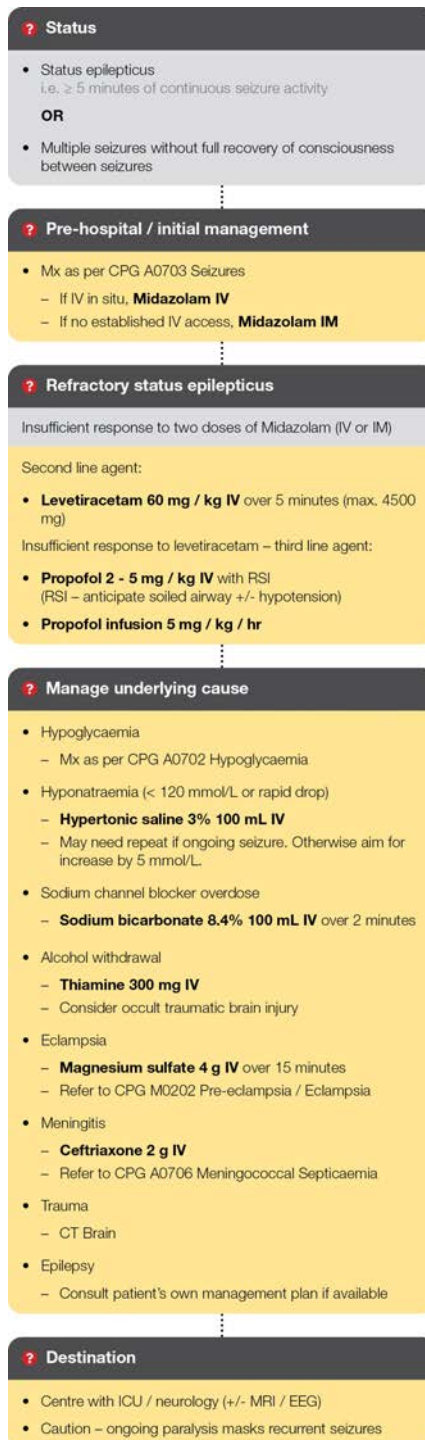 ? Status
• Status epilepticus
i.e. ≥ 5 minutes of continuous seizure activity
OR
• Multiple seizures without full recovery of consciousness
between seizures
? Pre-hospital / initial management
• Mx as per CPG A0703 Seizures
– If IV in situ, Midazolam IV
– If no established IV access, Midazolam IM
? Refractory status epilepticus
Insufficient response to two doses of Midazolam (IV or IM)
Second line agent:
• Levetiracetam 60 mg / kg IV over 5 minutes (max. 4500
mg)
Insufficient response to levetiracetam – third line agent:
• Propofol 2 - 5 mg / kg IV with RSI
(RSI – anticipate soiled airway +/- hypotension)
• Propofol infusion 5 mg / kg / hr
? Manage underlying cause
• Hypoglycaemia
– Mx as per CPG A0702 Hypoglycaemia
• Hyponatraemia (< 120 mmol/L or rapid drop)
– Hypertonic saline 3% 100 mL IV
– May need repeat if ongoing seizure. Otherwise aim for
increase by 5 mmol/L.
• Sodium channel blocker overdose
– Sodium bicarbonate 8.4% 100 mL IV over 2 minutes
• Alcohol withdrawal
– Thiamine 300 mg IV
– Consider occult traumatic brain injury
• Eclampsia
– Magnesium sulfate 4 g IV over 15 minutes
– Refer to CPG M0202 Pre-eclampsia / Eclampsia
• Meningitis
– Ceftriaxone 2 g IV
– Refer to CPG A0706 Meningococcal Septicaemia
• Trauma
– CT Brain
• Epilepsy
– Consult patient's own management plan if available
? Destination
• Centre with ICU / neurology (+/- MRI / EEG)
• Caution – ongoing paralysis masks recurrent seizures